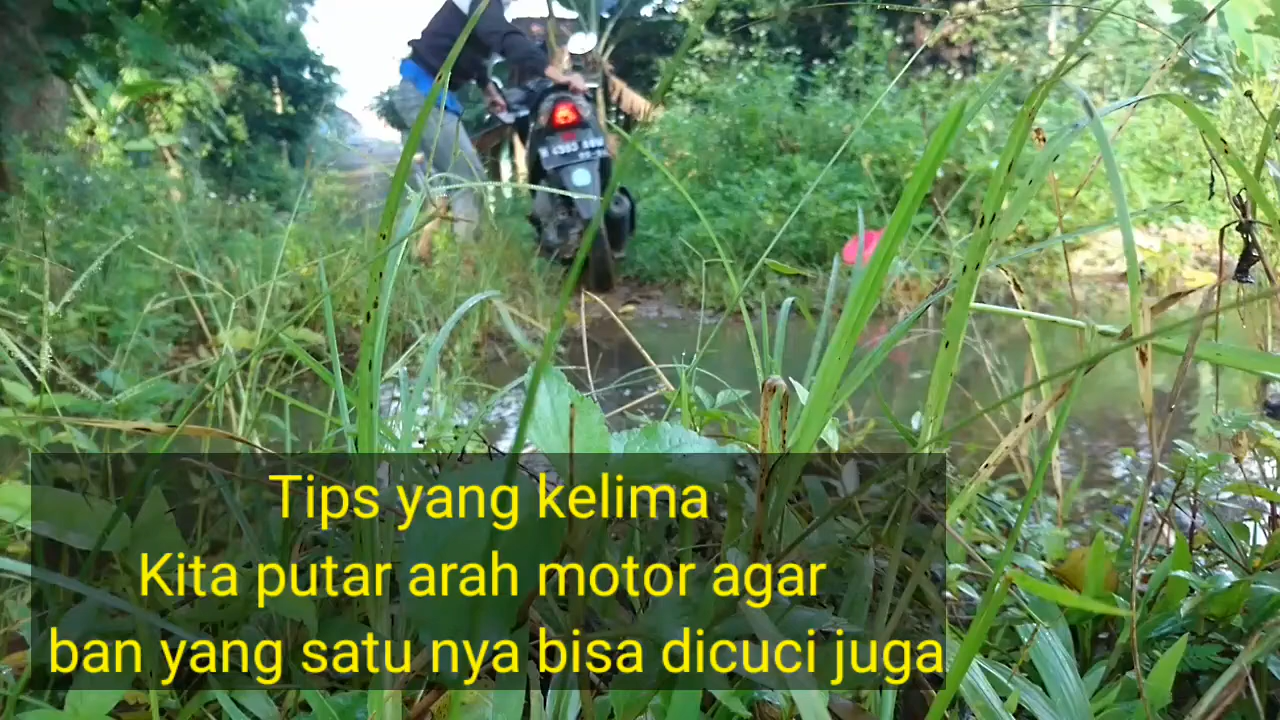 Tips yang kelima
Kita putar arah motor agar
ban yang satu nya bisa dicuci juga